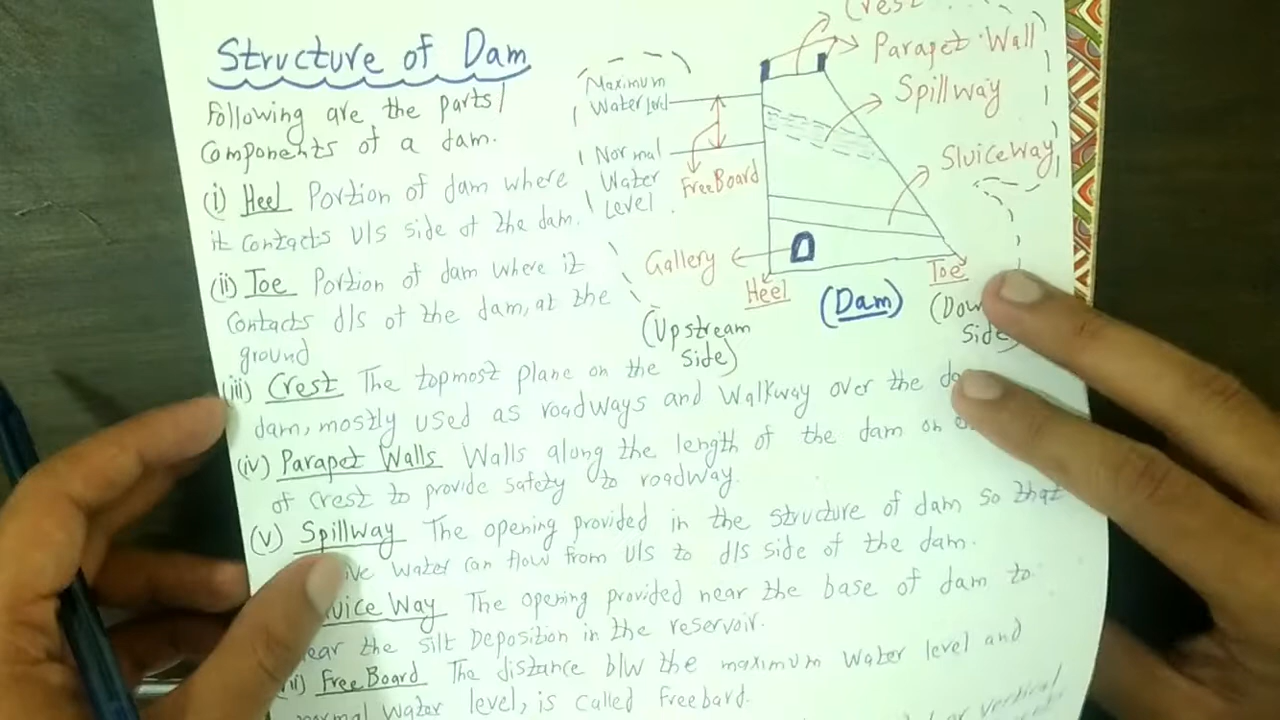 Structure of Dam
Following are the parts/
Components of a dam.
(i) Heel Portion of dam where
it contacts U/s side of the dam.
(ii) Toe Portion of dam where it
Contacts d/s of the dam, at the
ground
(iii) Crest The topmost plane on the
dam, mostly used as roadways and Walkway over the
(iv) Parapet Walls Walls along the length of the dam on
of Crest to provide safety to roadway.
(v) Spillway The opening provided in the structure of dam so that
Water can flow from U/s to d/s side of the dam.
Way The opening provided near the base of dam to
the silt Deposition in the reservoir.
Free Board The distance b/w the maximum Water level and
Water level, is called Freebard.
Crest
Parapet Wall
Spillway
Sluice Way
Maximum
Water level
Normal
Water
Level
Free Board
Gallery
Heel
Toe
(Dam)
(Upstream
Side)
Side)
vertical